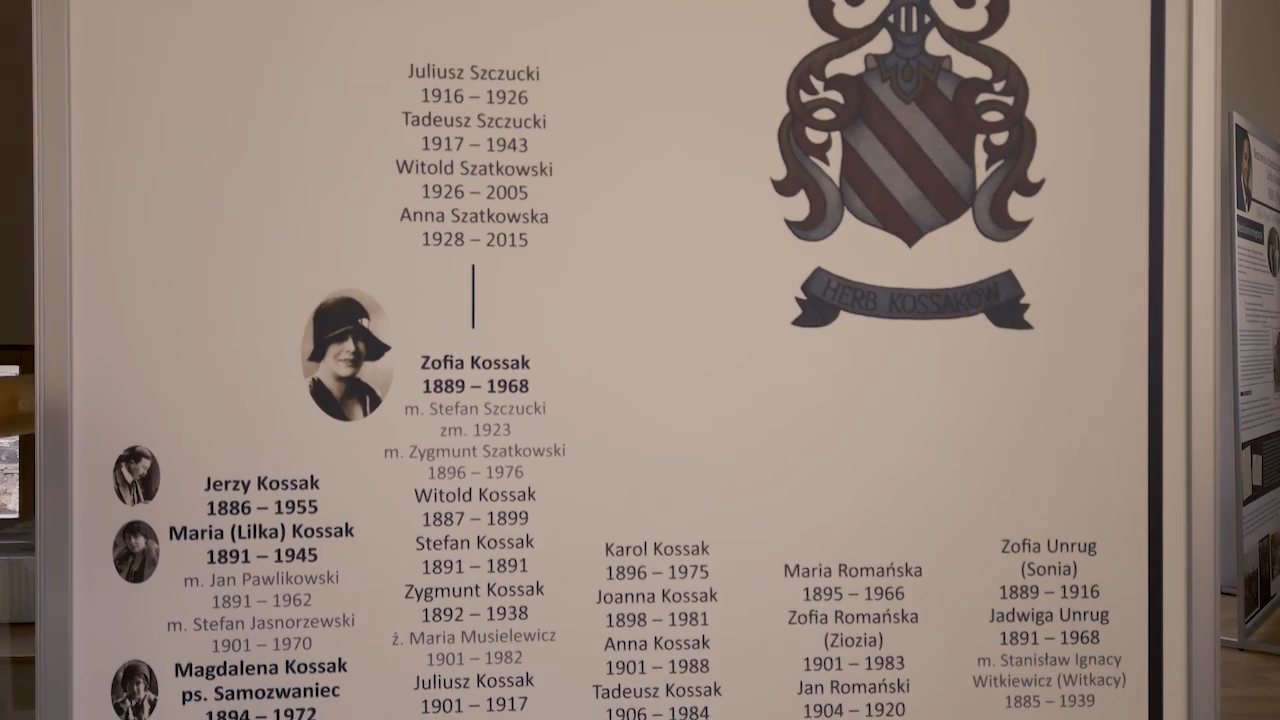 Juliusz Szczucki
1916 – 1926
Tadeusz Szczucki
1917 – 1943
Witold Szatkowski
1926 – 2005
Anna Szatkowska
1928 – 2015
HERB KOSSAKÓW
Zofia Kossak
1889 – 1968
m. Stefan Szczucki
zm. 1923
m. Zygmunt Szatkowski
1896 – 1976
Witold Kossak
1887 – 1899
Stefan Kossak
1891 – 1891
Zygmunt Kossak
1892 – 1938
ż. Maria Musielewicz
1901 – 1982
Juliusz Kossak
1901 – 1917
Jerzy Kossak
1886 – 1955
Maria (Lilka) Kossak
1891 – 1945
m. Jan Pawlikowski
1891 – 1962
m. Stefan Jasnorzewski
1901 – 1970
Magdalena Kossak
ps. Samozwaniec
1894 – 1972
Karol Kossak
1896 – 1975
Joanna Kossak
1898 – 1981
Anna Kossak
1901 – 1988
Tadeusz Kossak
1906 – 1984
Maria Romańska
1895 – 1966
Zofia Romańska
(Ziozia)
1901 – 1983
Jan Romański
1904 – 1920
Zofia Unrug
(Sonia)
1889 – 1916
Jadwiga Unrug
1891 – 1968
m. Stanisław Ignacy
Witkiewicz (Witkacy)
1885 – 1939